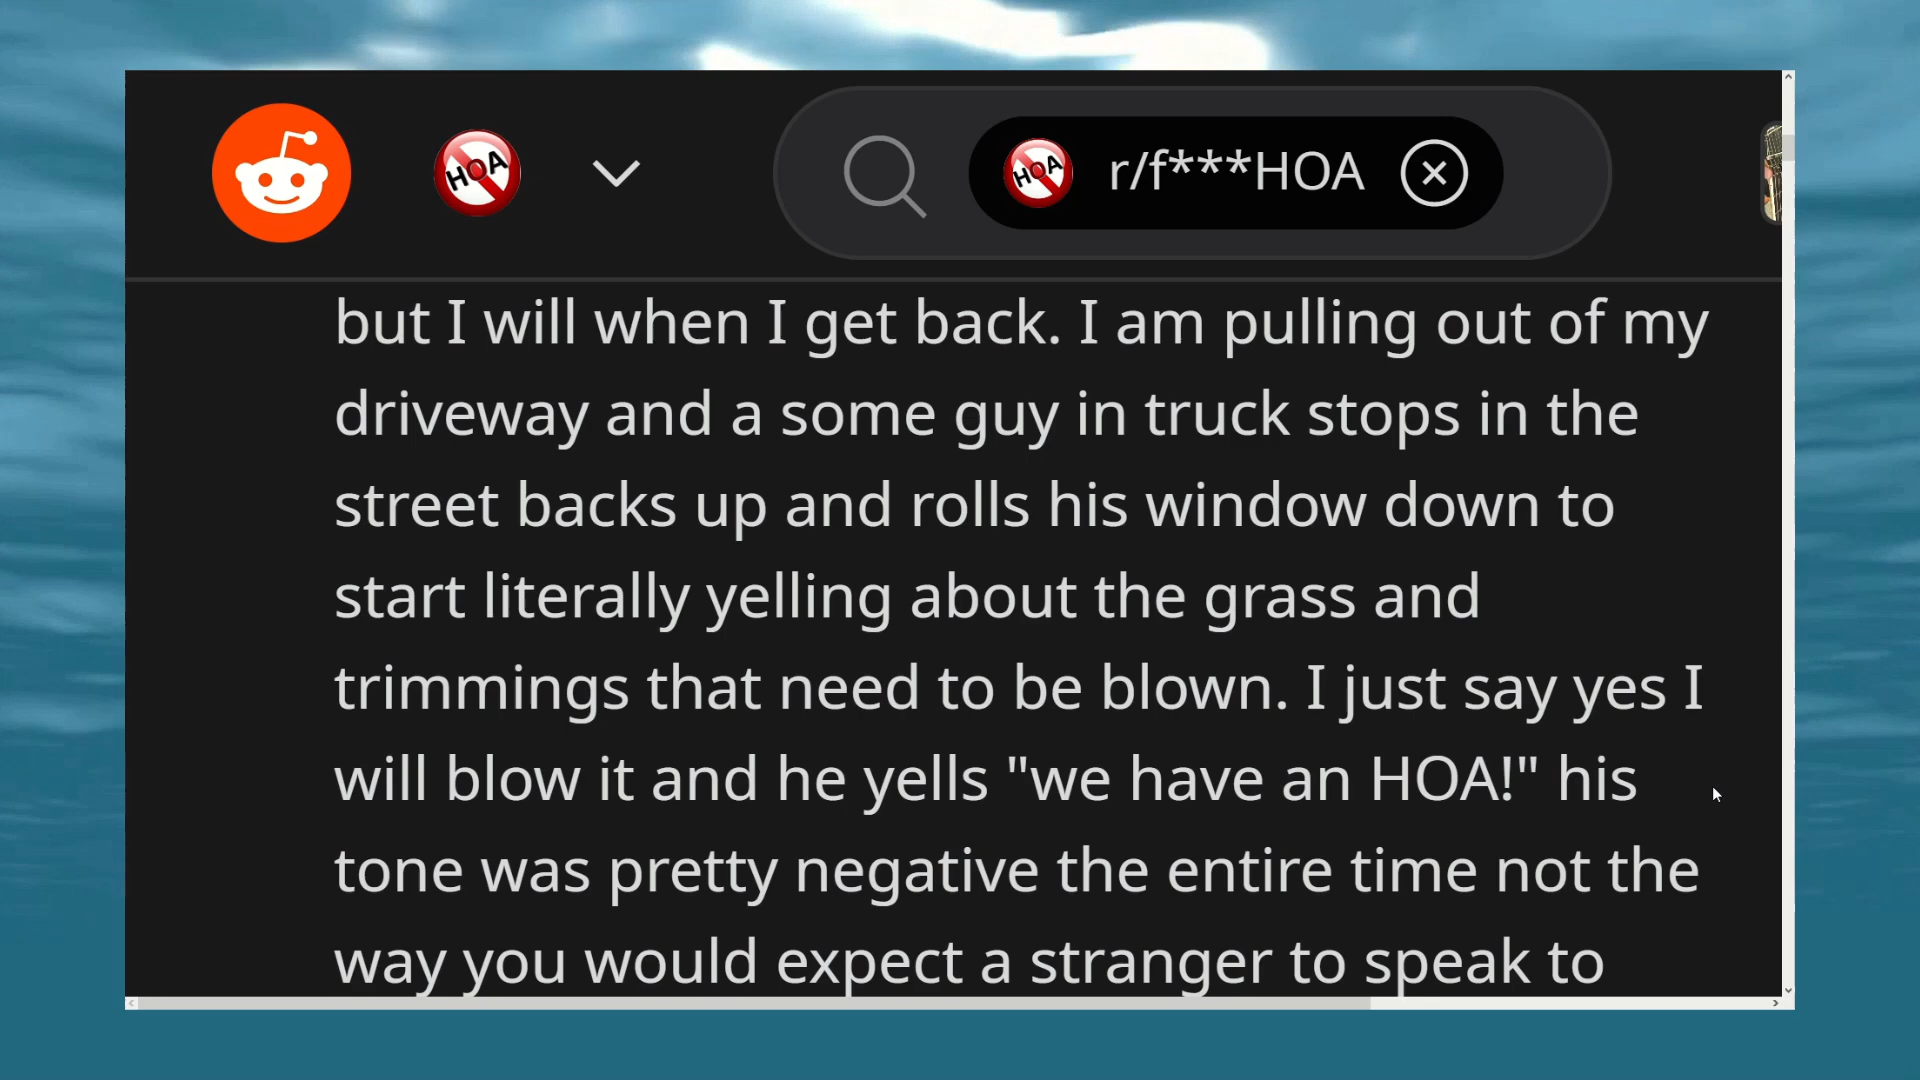 HOA
HOA r/f***HOA
but I will when I get back. I am pulling out of my
driveway and a some guy in truck stops in the
street backs up and rolls his window down to
start literally yelling about the grass and
trimmings that need to be blown. I just say yes I
will blow it and he yells "we have an HOA!" his
tone was pretty negative the entire time not the
way you would expect a stranger to speak to